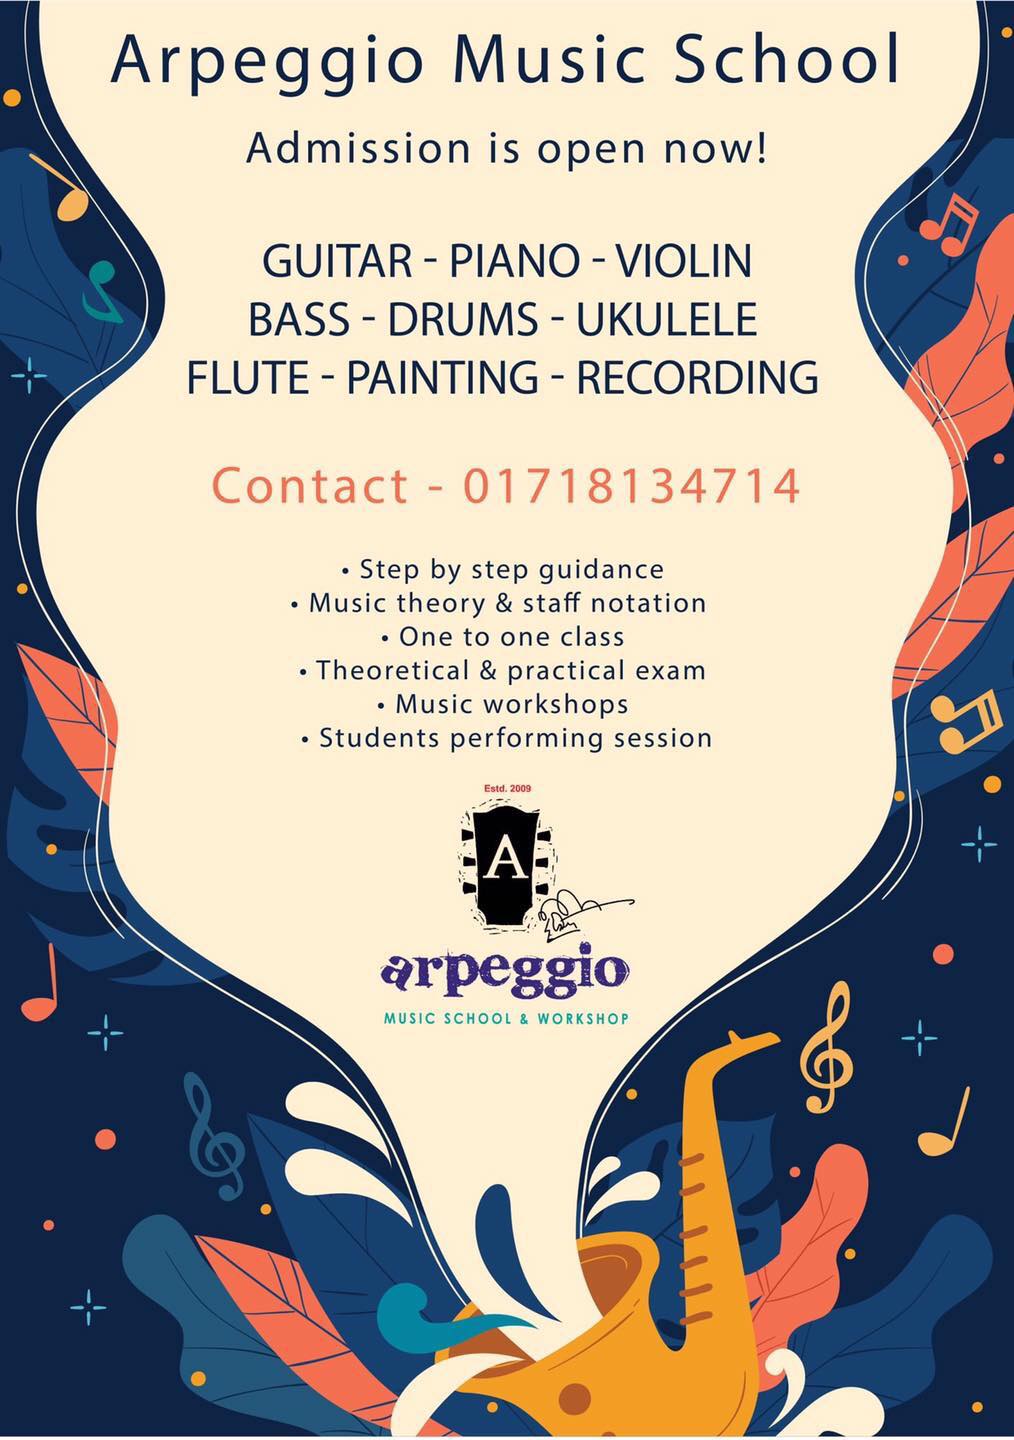 Arpeggio Music School
Admission is open now!
GUITAR - PIANO - VIOLIN
BASS - DRUMS - UKULELE
FLUTE - PAINTING - RECORDING
Contact - 01718134714
• Step by step guidance
• Music theory & staff notation
• One to one class
• Theoretical & practical exam
• Music workshops
• Students performing session
Estd. 2009
A
arpeggio
MUSIC SCHOOL & WORKSHOP